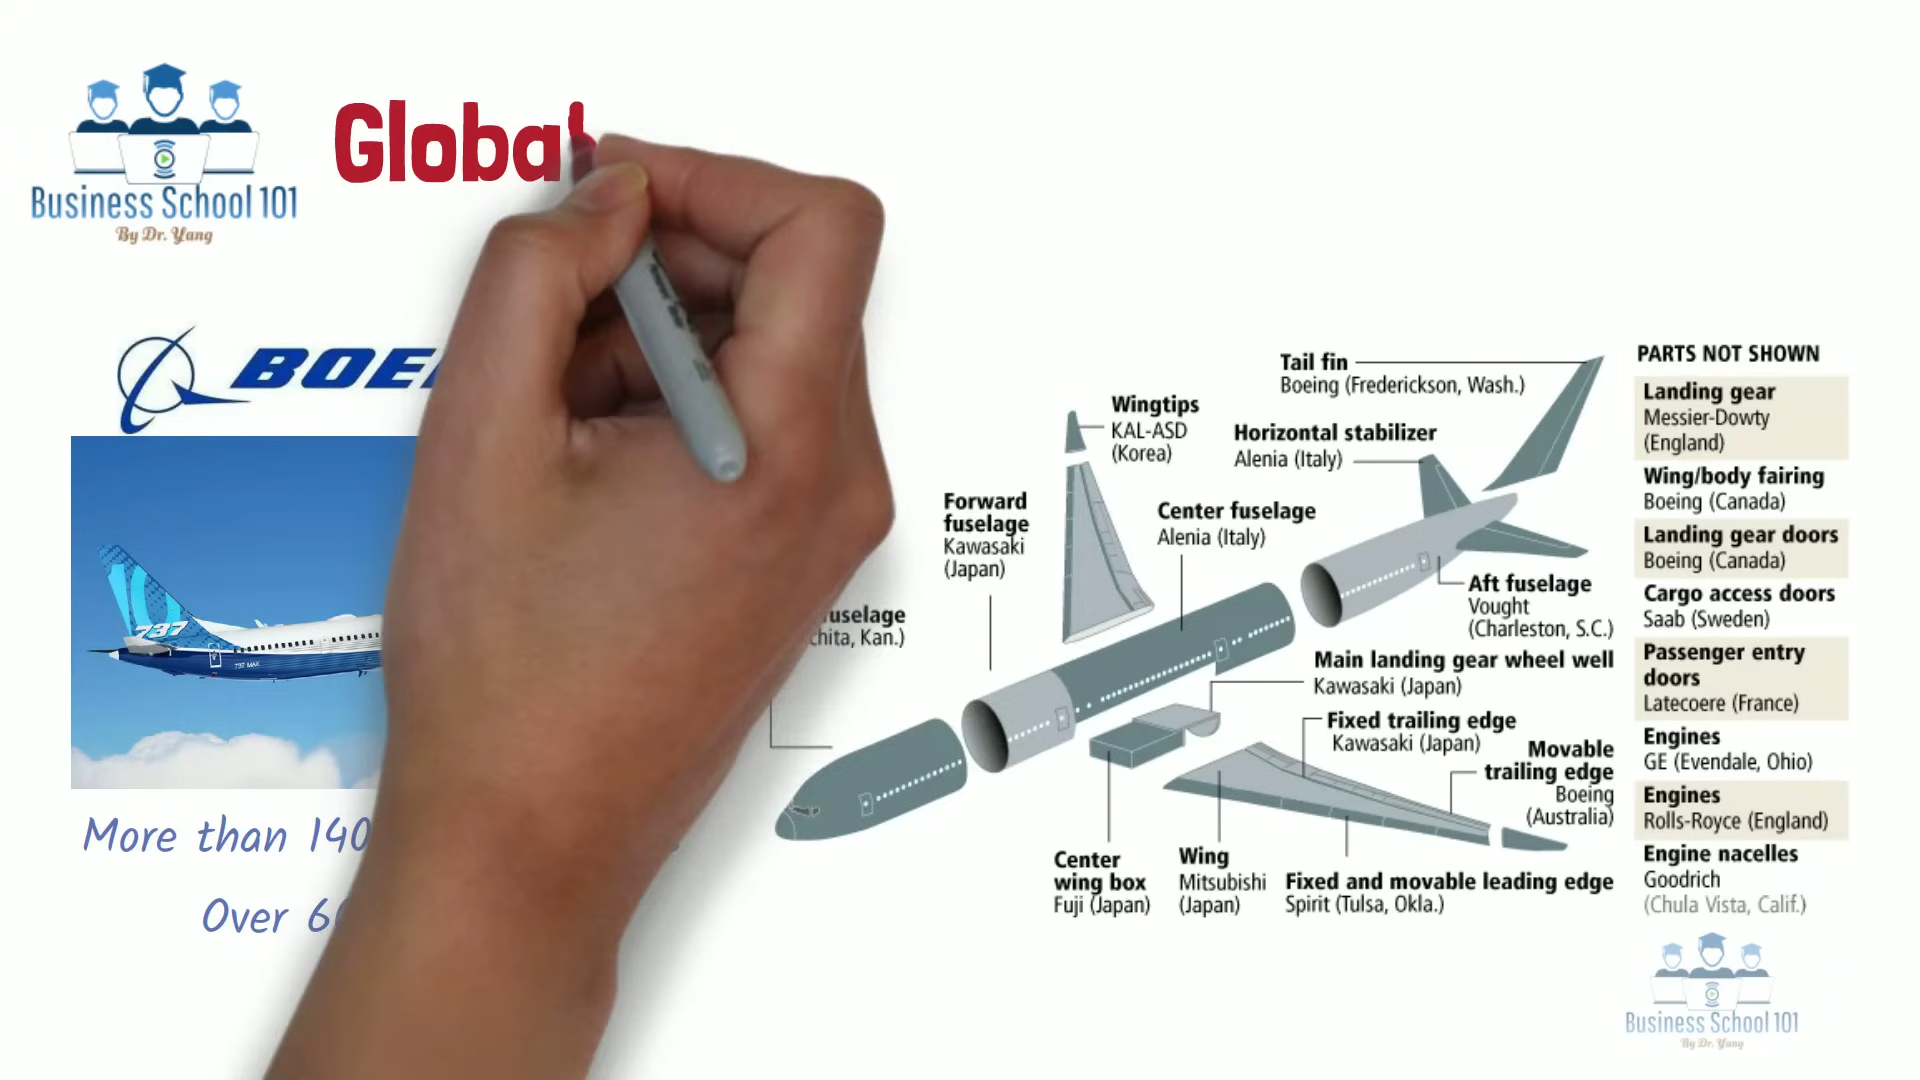 Business School 101
By Dr. Yang
Global
BOE
737
737 MAX
More than 140
Over
Tail fin
Boeing (Frederickson, Wash.)
Wingtips
KAL-ASD
(Korea)
Horizontal stabilizer
Alenia (Italy)
Forward
fuselage
Kawasaki
(Japan)
Center fuselage
Alenia (Italy)
fuselage
Kan.)
Aft fuselage
Vought
(Charleston, S.C.)
Main landing gear wheel well
Kawasaki (Japan)
Fixed trailing edge
Kawasaki (Japan)
Movable
trailing edge
Boeing
(Australia)
Center
wing box
Fuji (Japan)
Wing
Mitsubishi
(Japan)
Fixed and movable leading edge
Spirit (Tulsa, Okla.)
PARTS NOT SHOWN
Landing gear
Messier-Dowty
(England)
Wing/body fairing
Boeing (Canada)
Landing gear doors
Boeing (Canada)
Cargo access doors
Saab (Sweden)
Passenger entry
doors
Latecoere (France)
Engines
GE (Evendale, Ohio)
Engines
Rolls-Royce (England)
Engine nacelles
Goodrich
(Chula Vista, Calif.)
Business School 101
By Dr. Yang